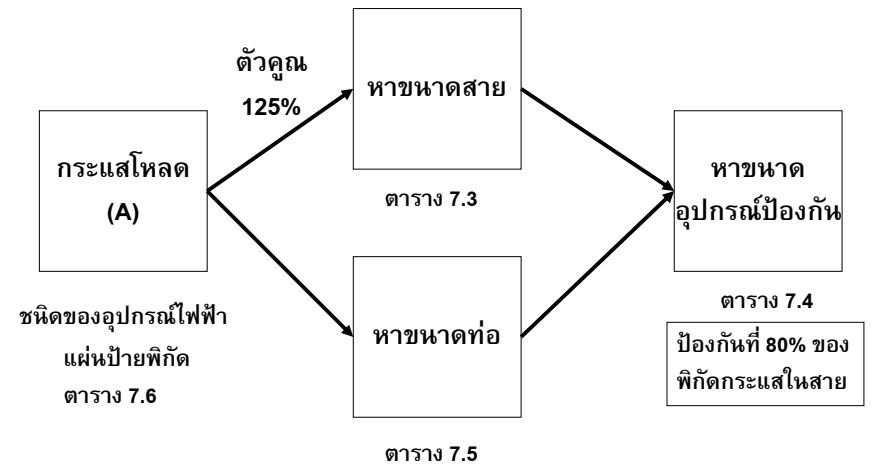 ตัวคูณ
125%
หาขนาดสาย
กระแสโหลด
(A)
หาขนาด
อุปกรณ์ป้องกัน
ตาราง 7.3
ตาราง 7.4
ชนิดของอุปกรณ์ไฟฟ้า
แผ่นป้ายพิกัด
ตาราง 7.6
หาขนาดท่อ
ป้องกันที่ 80% ของ
พิกัดกระแสในสาย
ตาราง 7.5